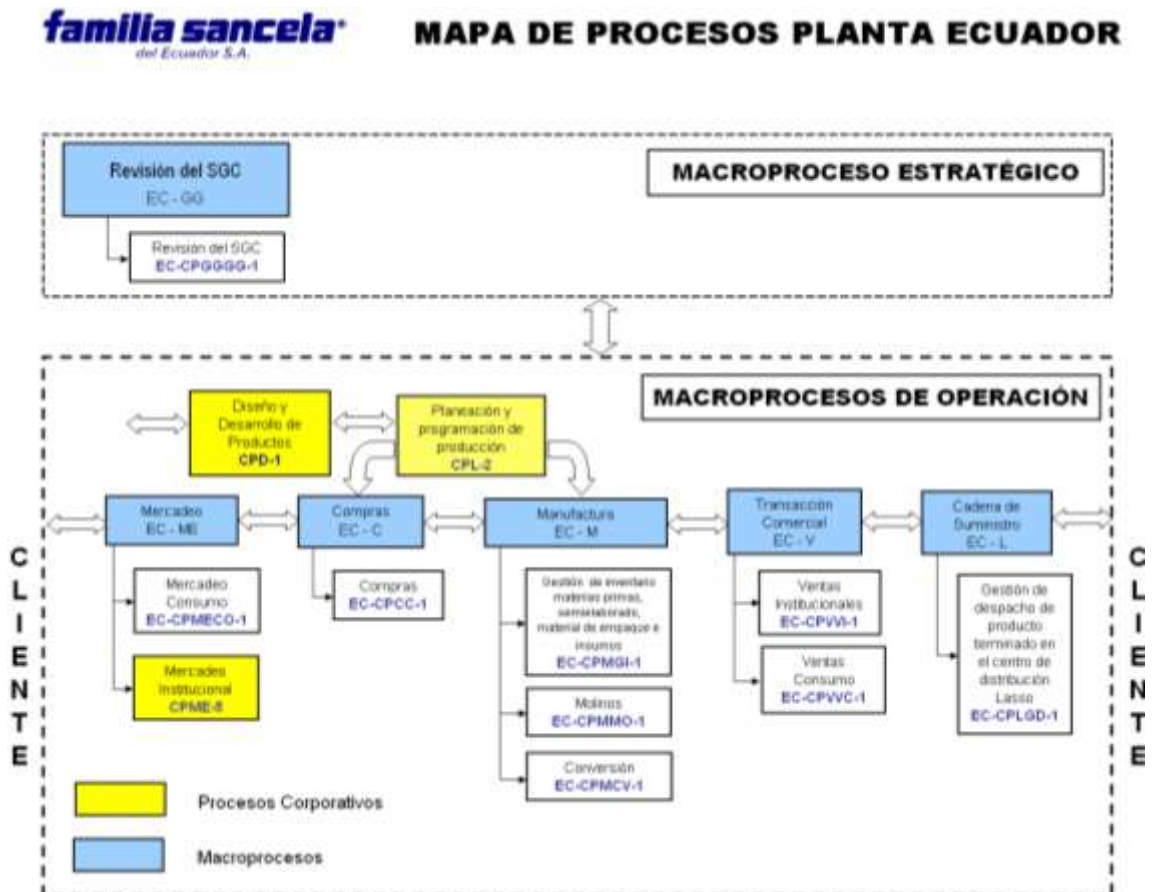 familia sancela
del Ecuador S.A.
MAPA DE PROCESOS PLANTA ECUADOR
Revisión del SGC
EC - GG
MACROPROCESO ESTRATÉGICO
Revisión del SGC
EC-CPGGGG-1
MACROPROCESOS DE OPERACIÓN
Diseño y
Desarrollo de
Productos
CPD-1
Planeación y
programación de
producción
CPL-2
Mercadeo
EC - ME
Compras
EC - C
Manufactura
EC - M
Transacción
Comercial
EC - V
Cadena de
Suministro
EC - L
Mercadeo
Consumo
EC-CPMECO-1
Mercadeo
Institucional
CPME-8
Compras
EC-CPCC-1
Gestión de inventario
materias primas,
semielaborado,
material de empaque e
insumos
EC-CPMGI-1
Molinos
EC-CPMMO-1
Conversión
EC-CPMCV-1
Ventas
Institucionales
EC-CPVVI-1
Ventas
Consumo
EC-CPVVC-1
Gestión de
despacho de
producto
terminado en
el centro de
distribución
Lasso
EC-CPLGD-1
CLIENTE
CLIENTE
Procesos Corporativos
Macroprocesos